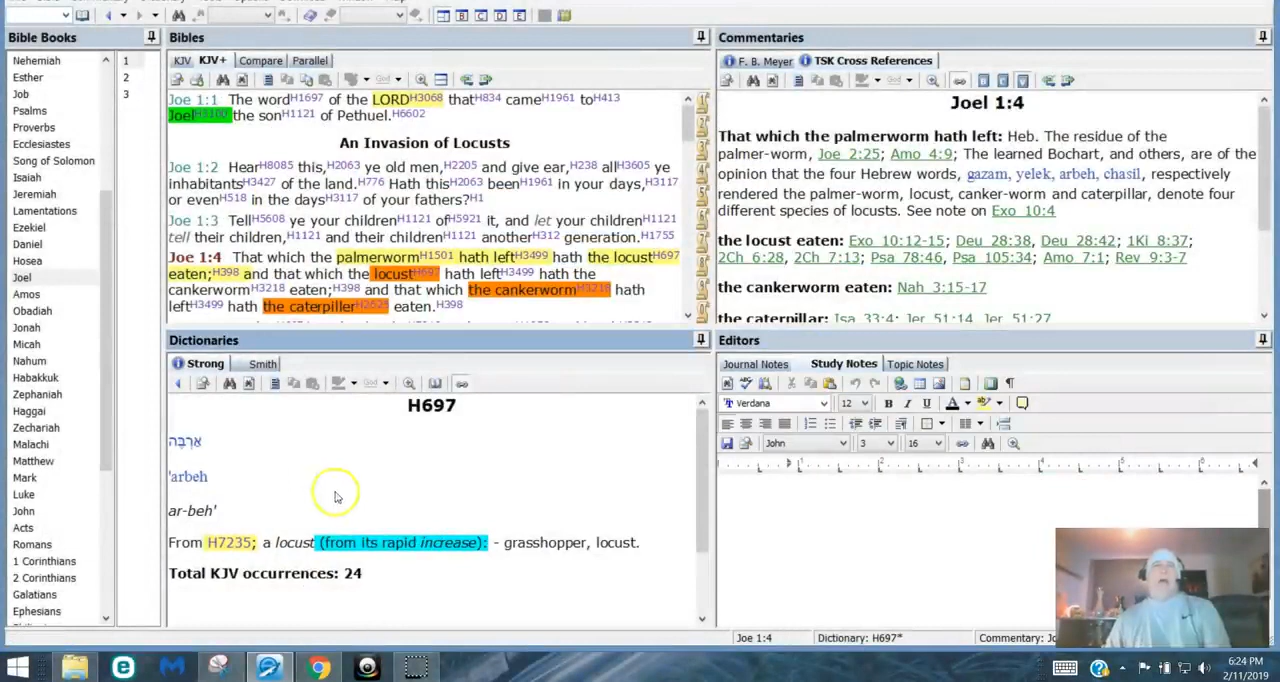 Bible Books
Nehemiah
Esther
Job
Psalms
Proverbs
Ecclesiastes
Song of Solomon
Isaiah
Jeremiah
Lamentations
Ezekiel
Daniel
Hosea
Joel
Amos
Obadiah
Jonah
Micah
Nahum
Habakkuk
Zephaniah
Haggai
Zechariah
Malachi
Matthew
Mark
Luke
John
Acts
Romans
1 Corinthians
2 Corinthians
Galatians
Ephesians
1
2
3
B C D E
Bibles
KJV KJV+ Compare Parallel
Joe 1:1 The wordH1697 of the LORDH3068 thatH834 cameH1961 toH413
JoelH3100 the sonH1121 of Pethuel.H6602
An Invasion of Locusts
Joe 1:2 HearH8085 this,H2063 ye old men,H2205 and give ear,H238 allH3605 ye
inhabitantsH3427 of the land.H776 Hath thisH2063 beenH1961 in your days,H3117
or evenH518 in the daysH3117 of your fathers?H1
Joe 1:3 TellH5608 ye your childrenH1121 ofH5921 it, and let your childrenH1121
tell their children,H1121 and their childrenH1121 anotherH312 generation.H1755
Joe 1:4 That which the palmerwormH1501 hath leftH3499 hath the locustH697
eaten;H398 and that which the locustH697 hath leftH3499 hath the
cankerwormH3218 eaten;H398 and that which the cankerwormH3218 hath
leftH3499 hath the caterpillerH2625 eaten.H398
Commentaries
F. B. Meyer TSK Cross References
Joel 1:4
That which the palmerworm hath left: Heb. The residue of the
palmer-worm, Joe 2:25; Amo 4:9; The learned Bochart, and others, are of the
opinion that the four Hebrew words, gazam, yelek, arbeh, chasil, respectively
rendered the palmer-worm, locust, canker-worm and caterpillar, denote four
different species of locusts. See note on Exo 10:4
the locust eaten: Exo 10:12-15; Deu 28:38, Deu 28:42; 1Ki 8:37;
2Ch 6:28, 2Ch 7:13; Psa 78:46, Psa 105:34; Amo 7:1; Rev 9:3-7
the cankerworm eaten: Nah 3:15-17
the caterpillar: Isa 33:4; Jer 51:14, Jer 51:27
Dictionaries
Strong Smith
H697
אַרְבֶּה
'arbeh
ar-beh'
From H7235; a locust (from its rapid increase): - grasshopper, locust.
Total KJV occurrences: 24
Editors
Journal Notes Study Notes Topic Notes
Verdana 12 B I U A ab
John 3 16
1 2 3 4 5 6
Joe 1:4 Dictionary: H697* Commentary:
6:24 PM
2/11/2019